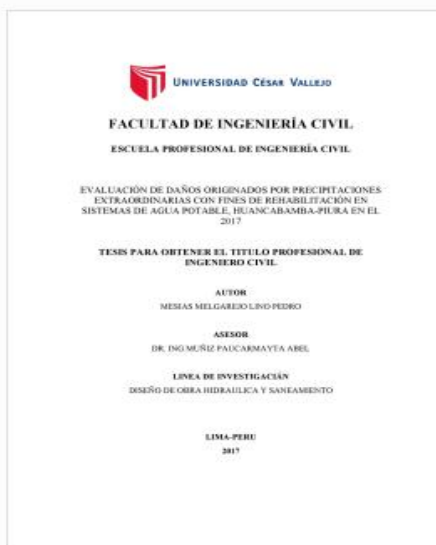 UNIVERSIDAD CÉSAR VALLEJO
FACULTAD DE INGENIERÍA CIVIL
ESCUELA PROFESIONAL DE INGENIERÍA CIVIL
EVALUACIÓN DE DAÑOS ORIGINADOS POR PRECIPITACIONES
EXTRAORDINARIAS CON FINES DE REHABILITACIÓN EN
SISTEMAS DE AGUA POTABLE, HUANCABAMBA-PIURA EN EL
2017
TESIS PARA OBTENER EL TITULO PROFESIONAL DE
INGENIERO CIVIL
AUTOR
MESIAS MELGAREJO LINO PEDRO
ASESOR
DR. ING MUÑIZ PAUCARMAYTA ABEL
LINEA DE INVESTIGACIÁN
DISEÑO DE OBRA HIDRAULICA Y SANEAMIENTO
LIMA-PERU
2017